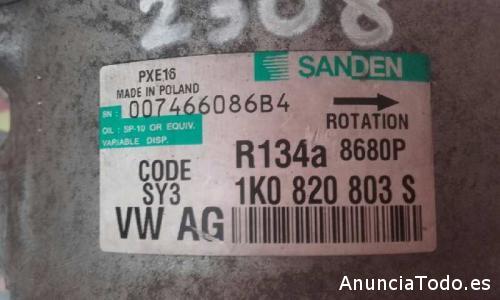 2308
PXE16
MADE IN POLAND
SANDEN
SN: 007466086B4
ROTATION
OIL: SP-10 OR EQUIV.
VARIABLE DISP.
R134a 8680P
CODE
SY3
1K0 820 803 S
VW AG
AnunciaTodo.es